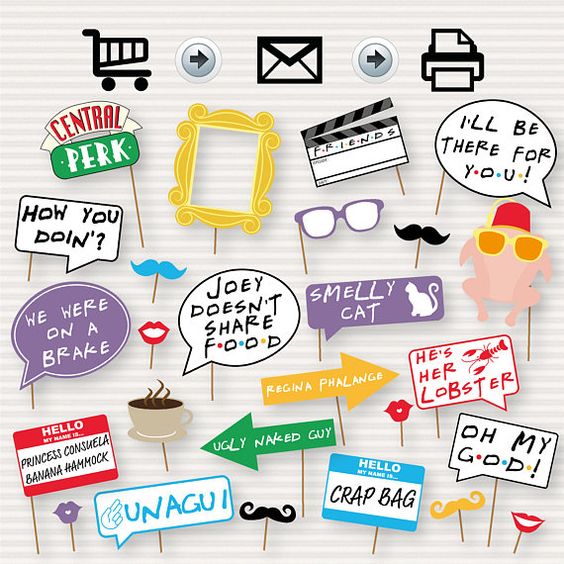 CENTRAL
PERK
F•R•I•E•N•D•S
I'LL BE
THERE FOR
Y•O•U!
HOW YOU
DOIN'?
WE WERE
ON A
BRAKE
JOEY
DOESN'T
SHARE
F•O•O•D
SMELLY
CAT
REGINA PHALANGE
HE'S
HER
LOBSTER
HELLO
MY NAME IS...
PRINCESS CONSUELA
BANANA HAMMOCK
UGLY NAKED GUY
OH MY
G•O•D!
UNAGUI
HELLO
MY NAME IS...
CRAP BAG